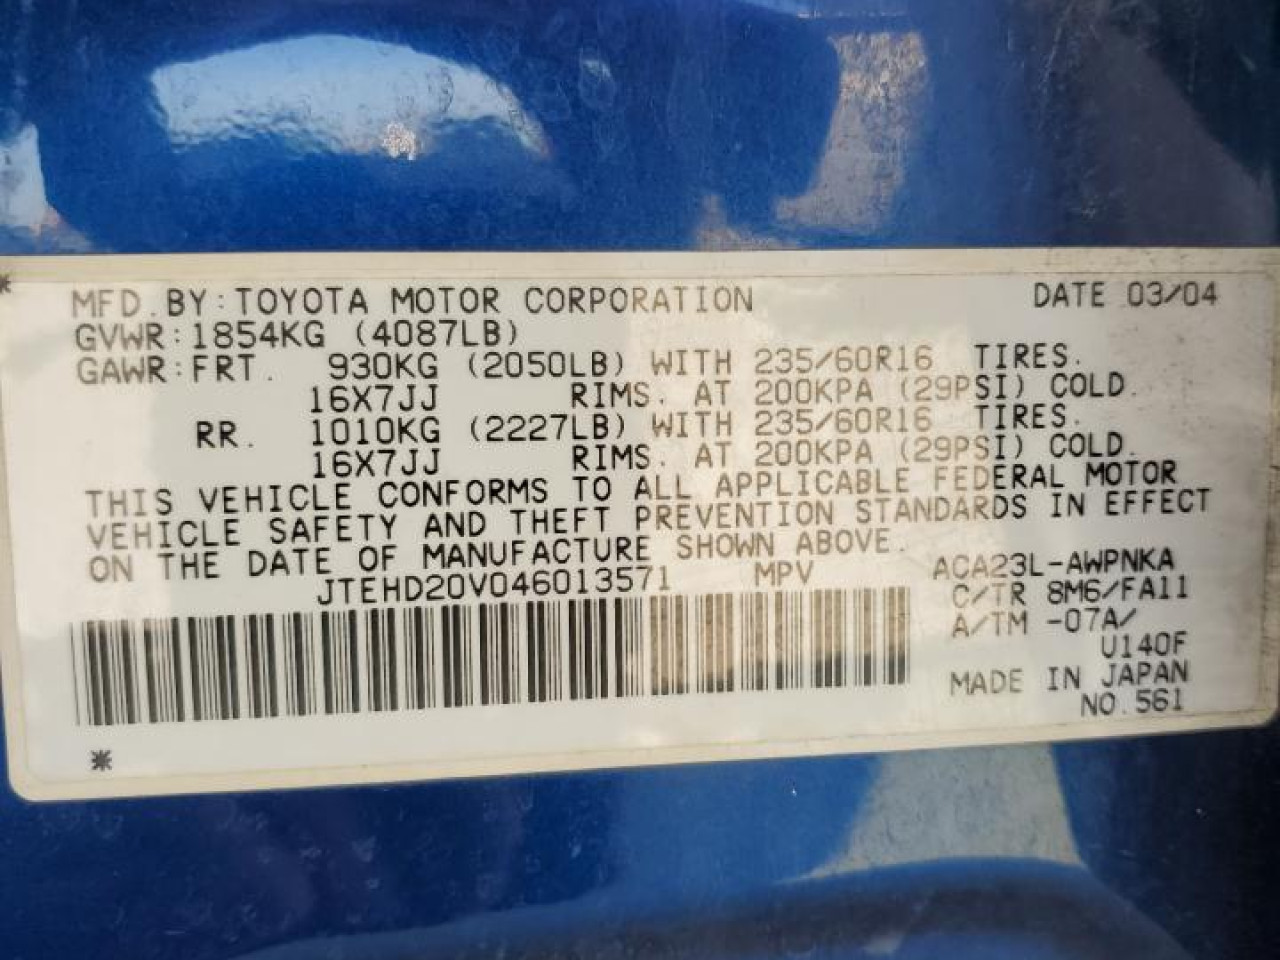 MFD. BY: TOYOTA MOTOR CORPORATION DATE 03/04
GVWR: 1854KG (4087LB)
GAWR: FRT. 930KG (2050LB) WITH 235/60R16 TIRES.
16X7JJ RIMS. AT 200KPA (29PSI) COLD.
RR. 1010KG (2227LB) WITH 235/60R16 TIRES.
16X7JJ RIMS. AT 200KPA (29PSI) COLD.
THIS VEHICLE CONFORMS TO ALL APPLICABLE FEDERAL MOTOR
VEHICLE SAFETY AND THEFT PREVENTION STANDARDS IN EFFECT
ON THE DATE OF MANUFACTURE SHOWN ABOVE.
JTEHD20V046013571 MPV ACA23L-AWPNKA
C/TR 8M6/FA11
A/TM -07A/
U140F
MADE IN JAPAN
NO.561